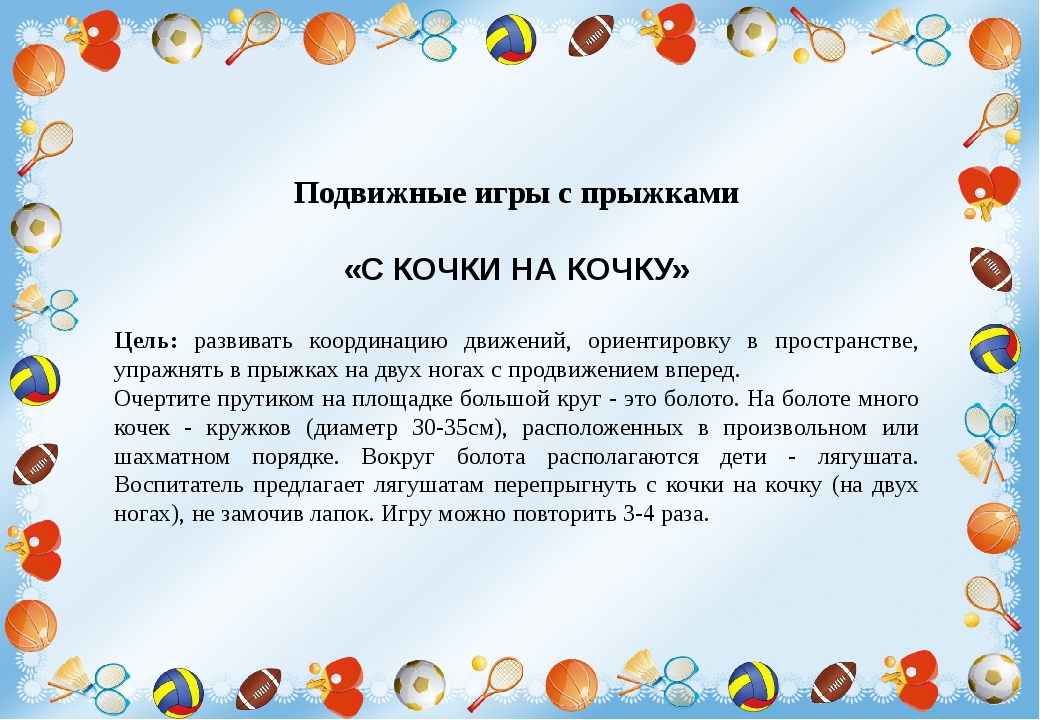 Подвижные игры с прыжками
«С КОЧКИ НА КОЧКУ»
Цель: развивать координацию движений, ориентировку в пространстве,
упражнять в прыжках на двух ногах с продвижением вперед.
Очертите прутиком на площадке большой круг - это болото. На болоте много
кочек - кружков (диаметр 30-35см), расположенных в произвольном или
шахматном порядке. Вокруг болота располагаются дети - лягушата.
Воспитатель предлагает лягушатам перепрыгнуть с кочки на кочку (на двух
ногах), не замочив лапок. Игру можно повторить 3-4 раза.